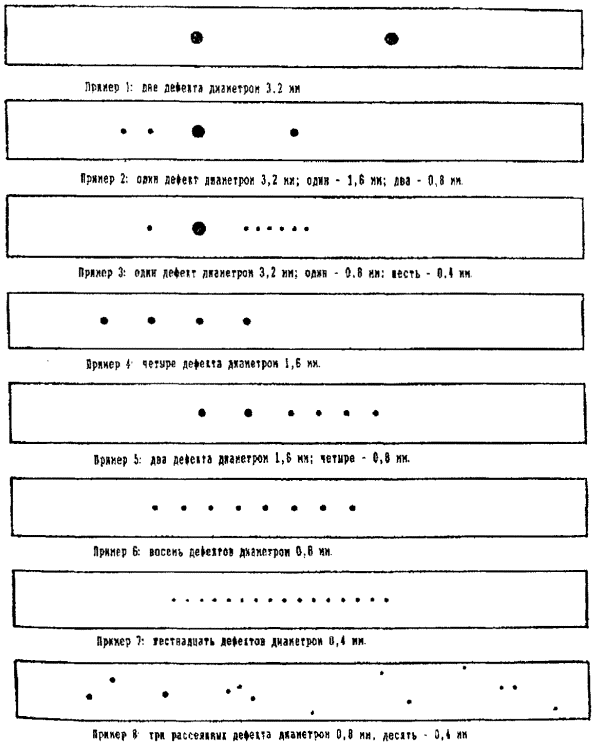 Пример 1: две дефекта диаметром 3.2 мм
Пример 2: один дефект диаметром 3,2 мм; один - 1,6 мм; два - 0,8 мм.
Пример 3: один дефект диаметром 3,2 мм; один - 0.8 мм; шесть - 0.4 мм.
Пример 4: четыре дефекта диаметром 1,6 мм.
Пример 5: два дефекта диаметром 1,6 мм; четыре - 0,8 мм.
Пример 6: восемь дефектов диаметром 0,8 мм.
Пример 7: шестнадцать дефектов диаметром 0,4 мм.
Пример 8: три рассеянных дефекта диаметром 0,8 мм, десять - 0,4 мм